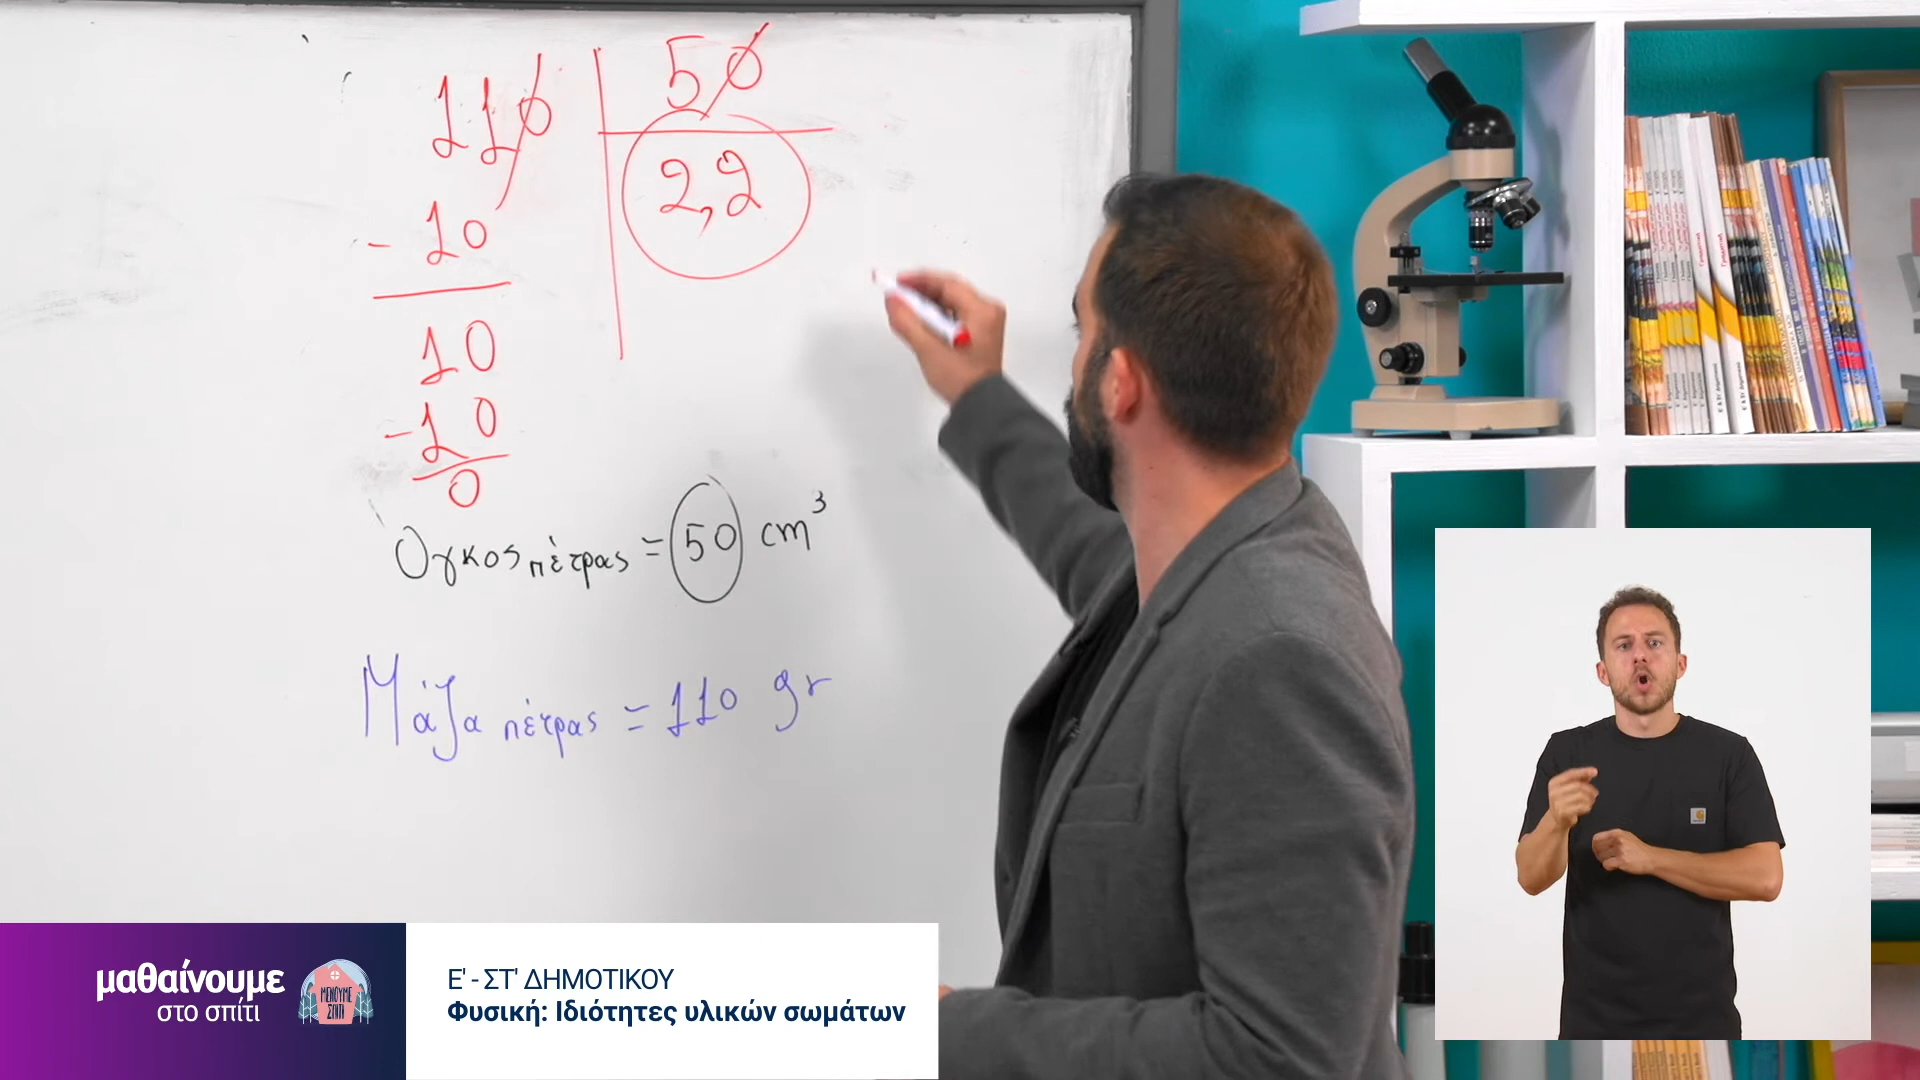 110 50
2,2
- 10
10
- 10
0
Ογκος πέτρας = 50 cm³
Μάζα πέτρας = 110 gr
μαθαίνουμε
στο σπίτι
ΜΕΝΟΥΜΕ
ΣΠΙΤΙ
Ε' - ΣΤ' ΔΗΜΟΤΙΚΟΥ
Φυσική: Ιδιότητες υλικών σωμάτων